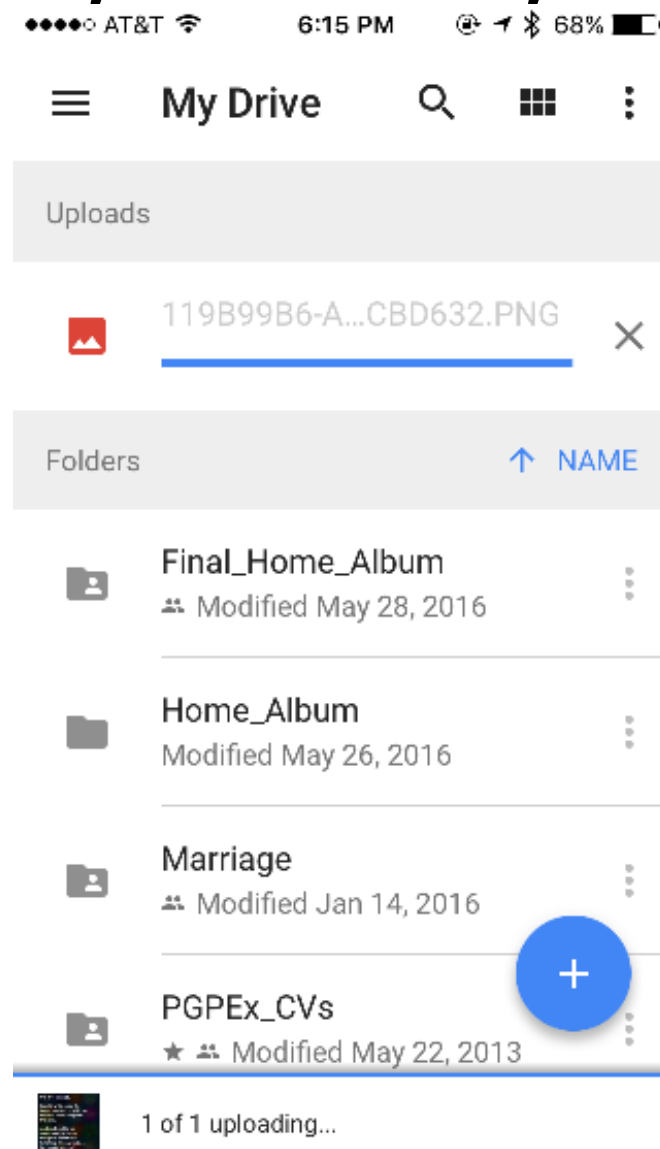 AT&T 6:15 PM 68%
My Drive
Uploads
119B99B6-A...CBD632.PNG
Folders
NAME
Final_Home_Album
Modified May 28, 2016
Home_Album
Modified May 26, 2016
Marriage
Modified Jan 14, 2016
PGPEx_CVs
Modified May 22, 2013
1 of 1 uploading...